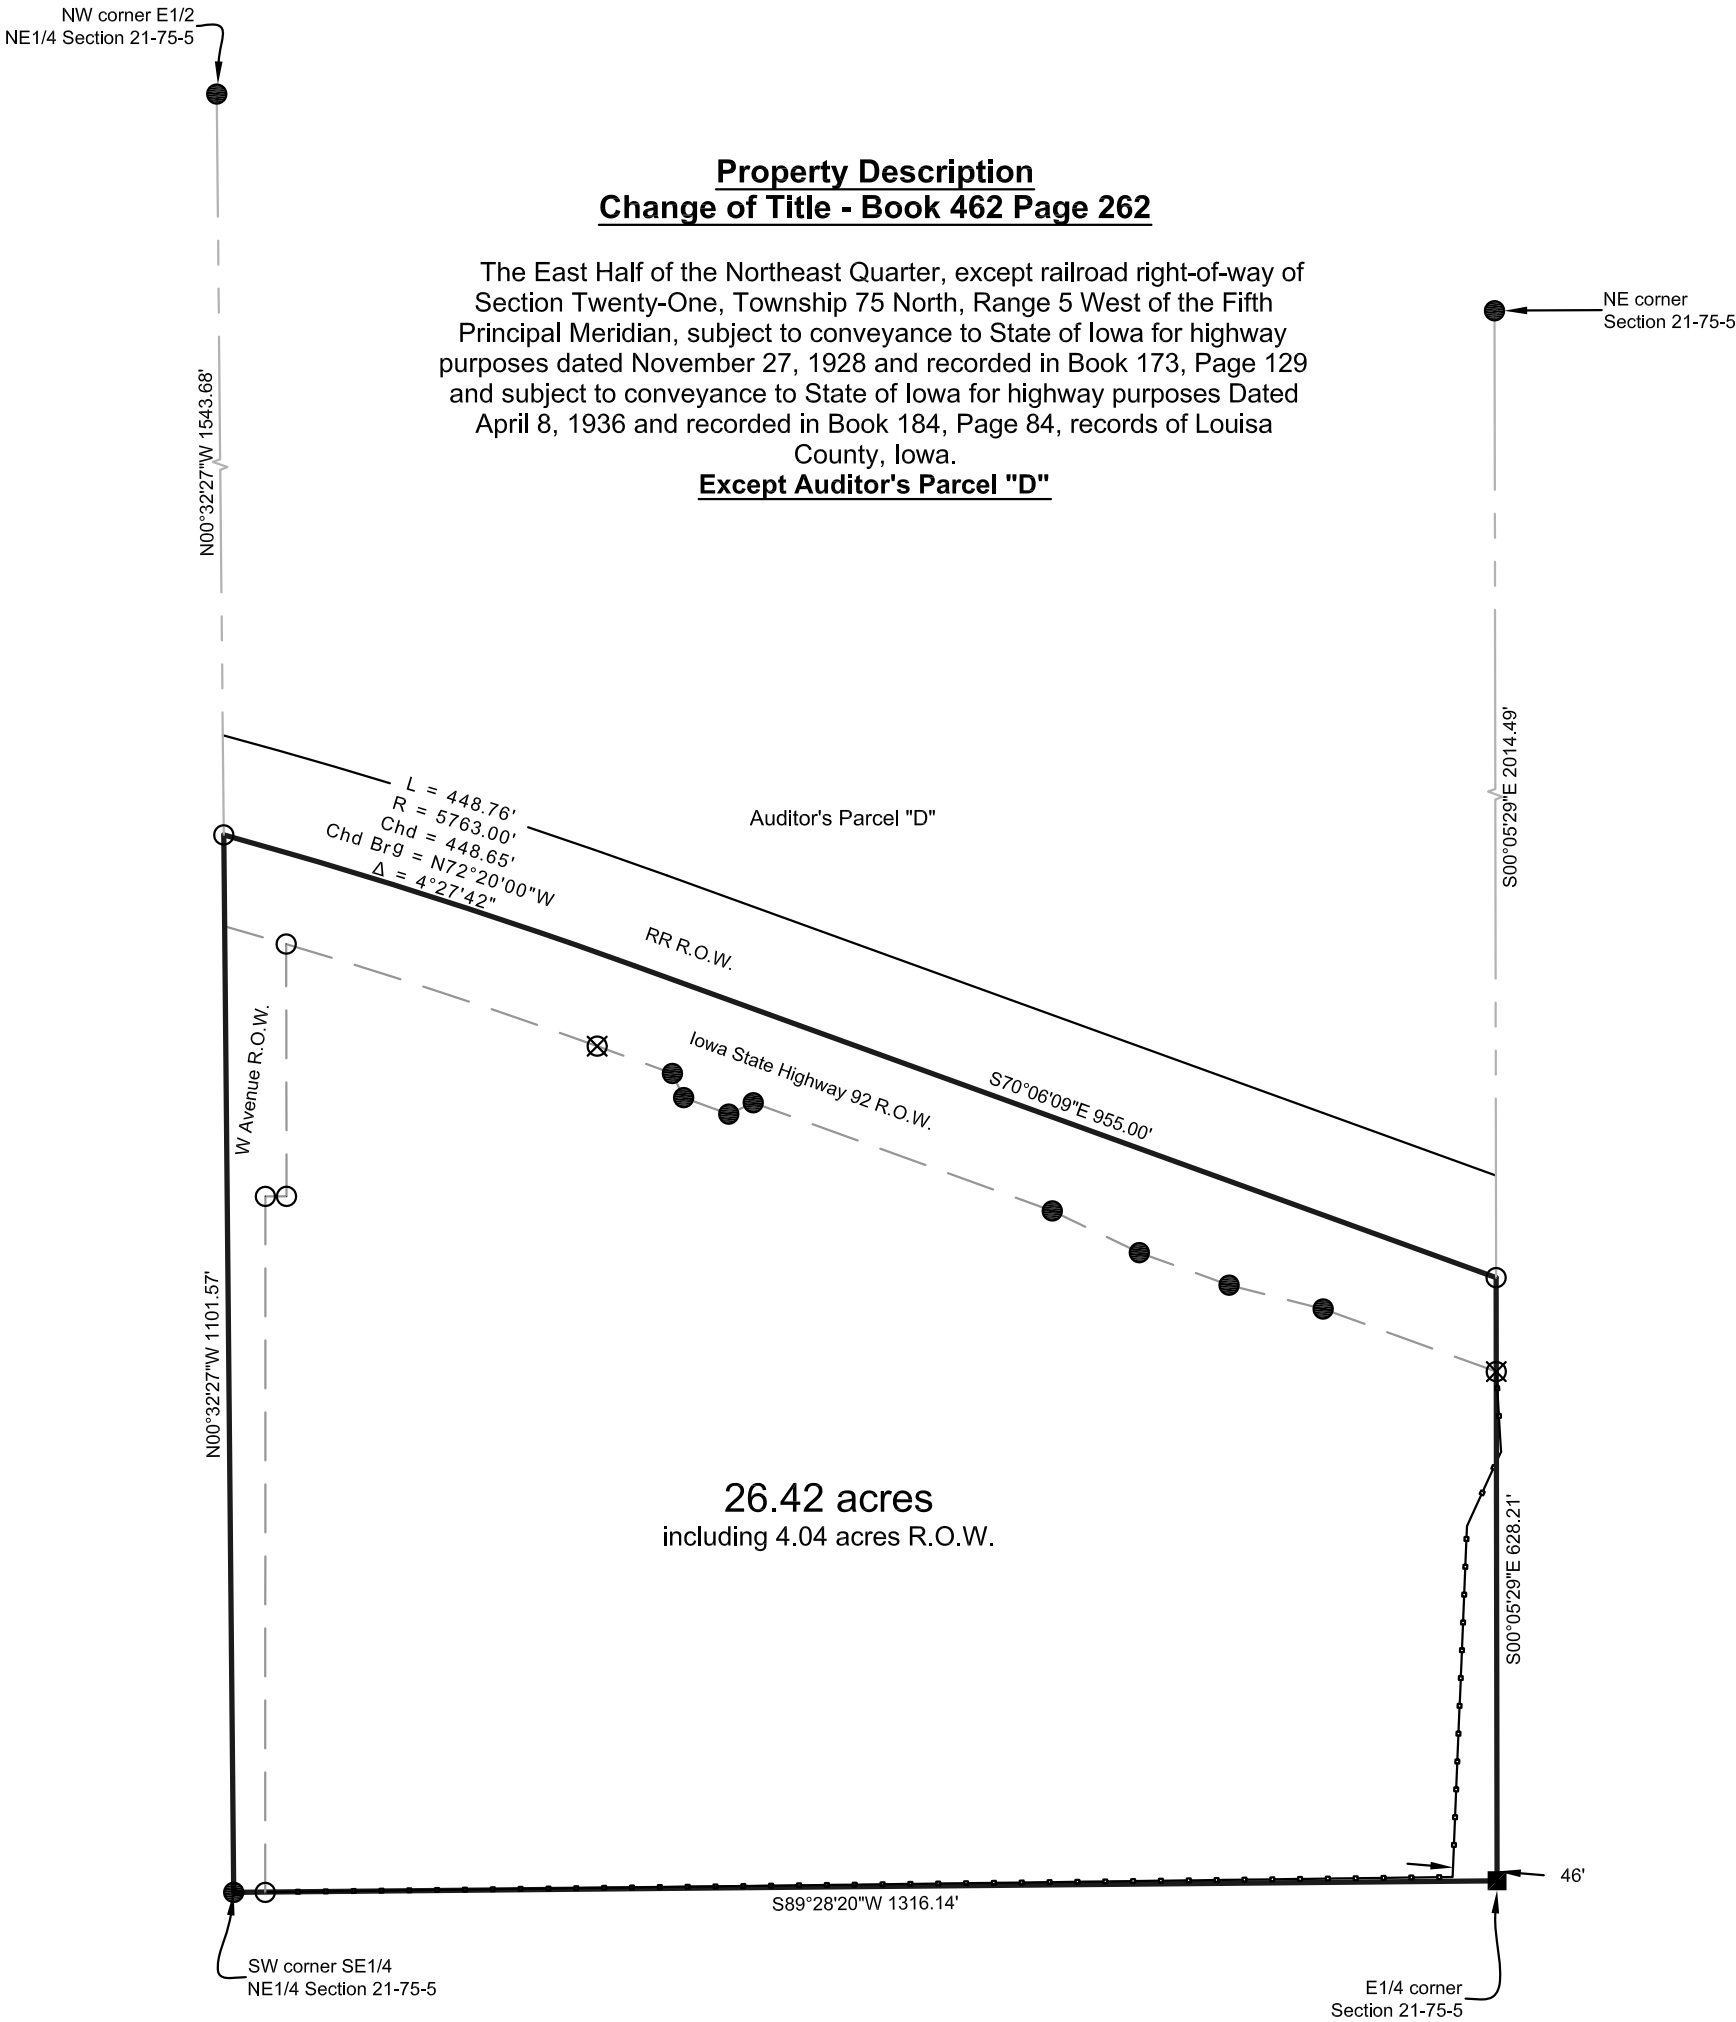 NW corner E1/2
NE1/4 Section 21-75-5
Property Description
Change of Title - Book 462 Page 262
The East Half of the Northeast Quarter, except railroad right-of-way of
Section Twenty-One, Township 75 North, Range 5 West of the Fifth
Principal Meridian, subject to conveyance to State of Iowa for highway
purposes dated November 27, 1928 and recorded in Book 173, Page 129
and subject to conveyance to State of Iowa for highway purposes Dated
April 8, 1936 and recorded in Book 184, Page 84, records of Louisa
County, Iowa.
Except Auditor's Parcel "D"
NE corner
Section 21-75-5
N00°32'27"W 1543.68'
S00°05'29"E 2014.49'
L = 448.76'
R = 5763.00'
Chd = 448.65'
Chd Brg = N72°20'00"W
Δ = 4°27'42"
Auditor's Parcel "D"
RR R.O.W.
Iowa State Highway 92 R.O.W.
S70°06'09"E 955.00'
W Avenue R.O.W.
N00°32'27"W 1101.57'
26.42 acres
including 4.04 acres R.O.W.
S00°05'29"E 628.21'
46'
S89°28'20"W 1316.14'
SW corner SE1/4
NE1/4 Section 21-75-5
E1/4 corner
Section 21-75-5